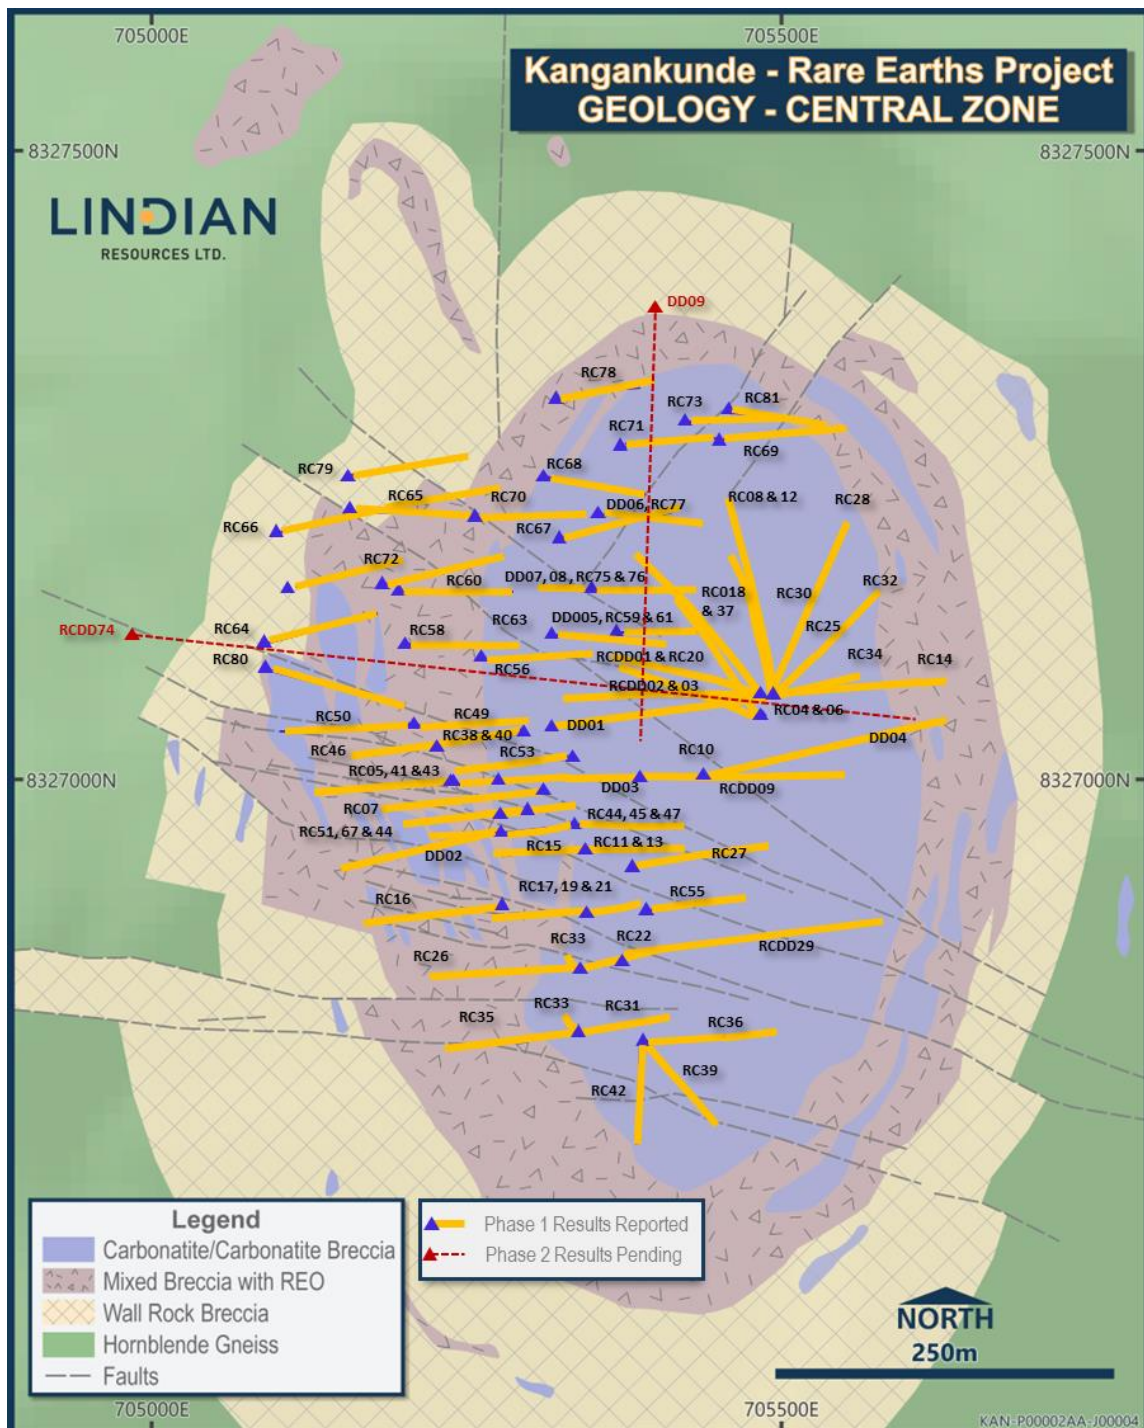 705000E
705500E
Kangankunde - Rare Earths Project
GEOLOGY - CENTRAL ZONE
8327500N
8327500N
LINDIAN
RESOURCES LTD.
DD09
RC78
RC73
RC81
RC71
RC69
RC79
RC68
RC65
RC70
DD06, RC77
RC08 & 12
RC28
RC66
RC67
RC72
RC60
DD07, 08, RC75 & 76
RC018
& 37
RC30
RC32
RCDD74
RC64
RC58
RC63
DD005, RC59 & 61
RC25
RC80
RC56
RCDD01 & RC20
RC34
RC14
RCDD02 & 03
RC50
RC49
RC04 & 06
RC38 & 40
DD01
DD04
RC46
RC53
RC10
RC05, 41 & 43
DD03
RCDD09
8327000N
8327000N
RC07
RC44, 45 & 47
RC51, 67 & 44
RC15
RC11 & 13
RC27
DD02
RC17, 19 & 21
RC55
RC16
RC33
RC22
RCDD29
RC26
RC33
RC31
RC35
RC36
RC39
RC42
Legend
Carbonatite/Carbonatite Breccia
Mixed Breccia with REO
Wall Rock Breccia
Hornblende Gneiss
Faults
Phase 1 Results Reported
Phase 2 Results Pending
NORTH
250m
705000E
705500E
KAN-P00002AA-J00004